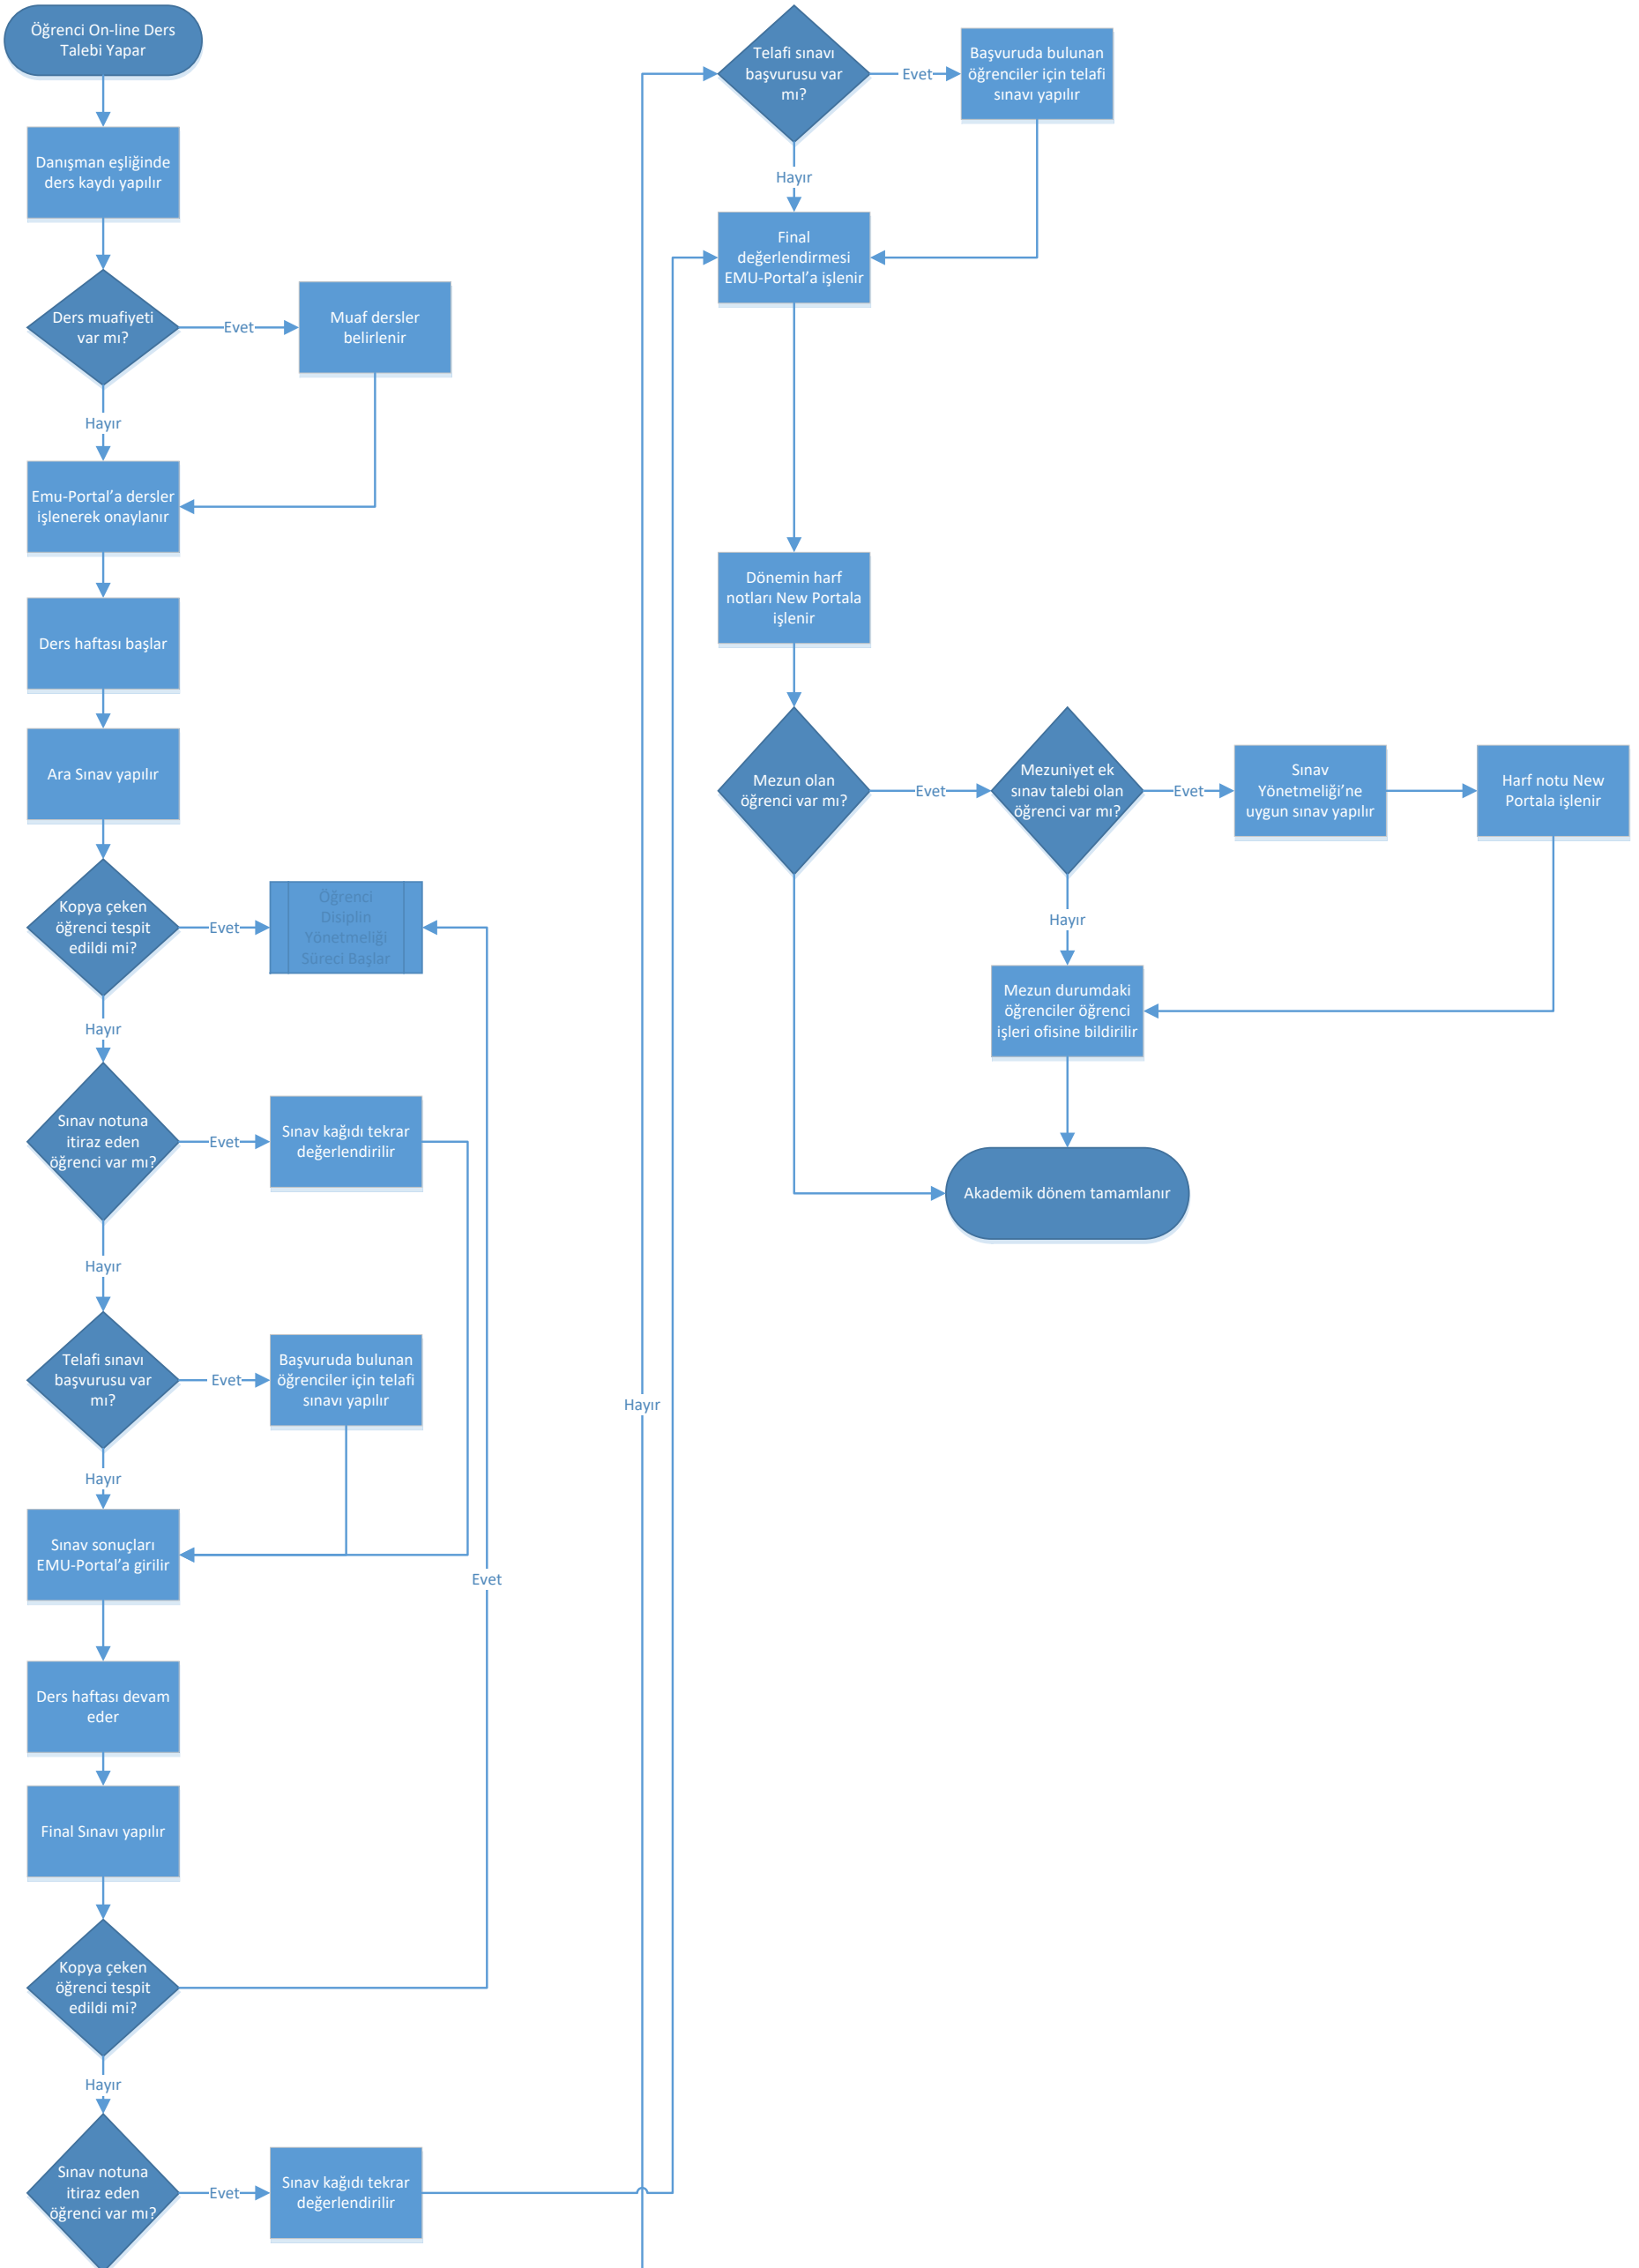 Öğrenci On-line Ders
Talebi Yapar
Danışman eşliğinde
ders kaydı yapılır
Ders muafiyeti
var mı?
Evet
Muaf dersler
belirlenir
Hayır
Emu-Portal’a dersler
işlenerek onaylanır
Ders haftası başlar
Ara Sınav yapılır
Kopya çeken
öğrenci tespit
edildi mi?
Evet
Öğrenci
Disiplin
Yönetmeliği
Süreci Başlar
Hayır
Sınav notuna
itiraz eden
öğrenci var mı?
Evet
Sınav kağıdı tekrar
değerlendirilir
Hayır
Telafi sınavı
başvurusu var
mı?
Evet
Başvuruda bulunan
öğrenciler için telafi
sınavı yapılır
Hayır
Sınav sonuçları
EMU-Portal’a girilir
Evet
Ders haftası devam
eder
Final Sınavı yapılır
Kopya çeken
öğrenci tespit
edildi mi?
Hayır
Sınav notuna
itiraz eden
öğrenci var mı?
Evet
Sınav kağıdı tekrar
değerlendirilir
Hayır
Telafi sınavı
başvurusu var
mı?
Evet
Başvuruda bulunan
öğrenciler için telafi
sınavı yapılır
Hayır
Final
değerlendirmesi
EMU-Portal’a işlenir
Dönemin harf
notları New Portala
işlenir
Mezun olan
öğrenci var mı?
Evet
Mezuniyet ek
sınav talebi olan
öğrenci var mı?
Evet
Sınav
Yönetmeliği’ne
uygun sınav yapılır
Harf notu New
Portala işlenir
Hayır
Mezun durumdaki
öğrenciler öğrenci
işleri ofisine bildirilir
Akademik dönem tamamlanır